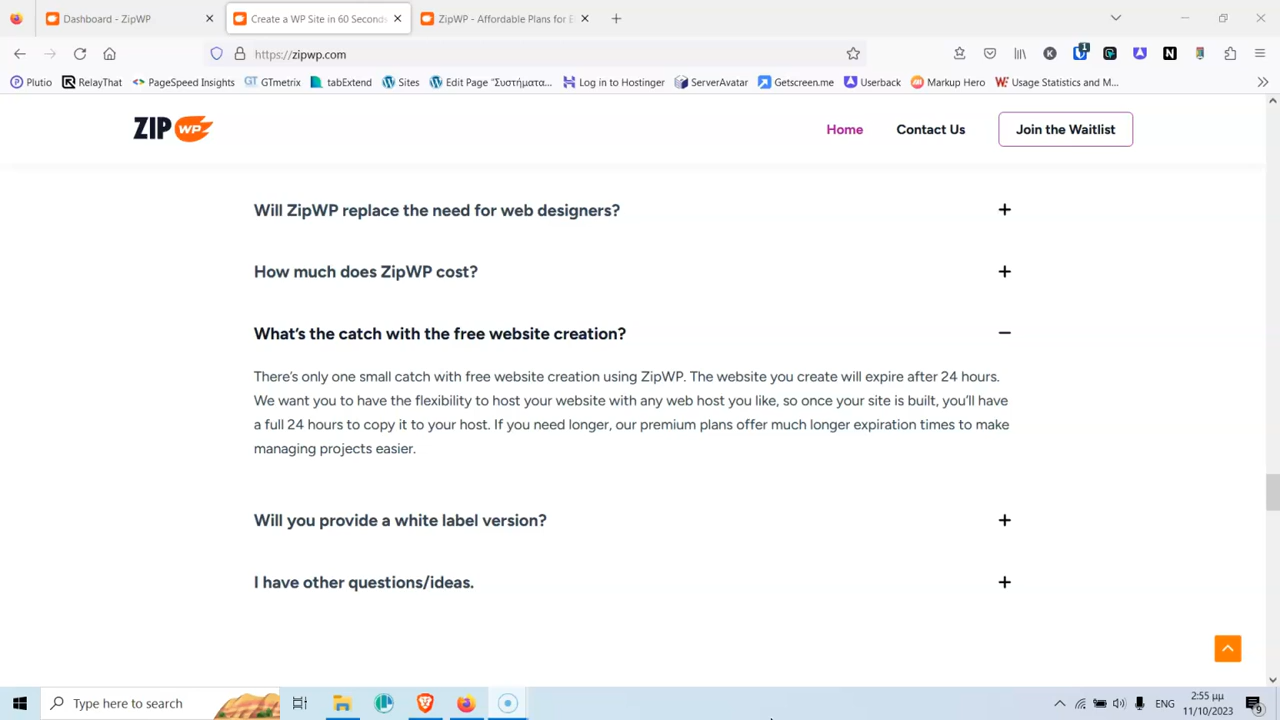 Dashboard - ZipWP
Create a WP Site in 60 Seconds
ZipWP - Affordable Plans for E
https://zipwp.com
1
K
N
Plutio
RelayThat
PageSpeed Insights
GT GTmetrix
tabExtend
Sites
Edit Page "Συστήματα...
Log in to Hostinger
ServerAvatar
Getscreen.me
Userback
Markup Hero
Usage Statistics and M...
ZIP WP
Home
Contact Us
Join the Waitlist
Will ZipWP replace the need for web designers?
How much does ZipWP cost?
What's the catch with the free website creation?
There's only one small catch with free website creation using ZipWP. The website you create will expire after 24 hours.
We want you to have the flexibility to host your website with any web host you like, so once your site is built, you'll have
a full 24 hours to copy it to your host. If you need longer, our premium plans offer much longer expiration times to make
managing projects easier.
Will you provide a white label version?
I have other questions/ideas.
Type here to search
ENG
2:55 μμ
11/10/2023
9